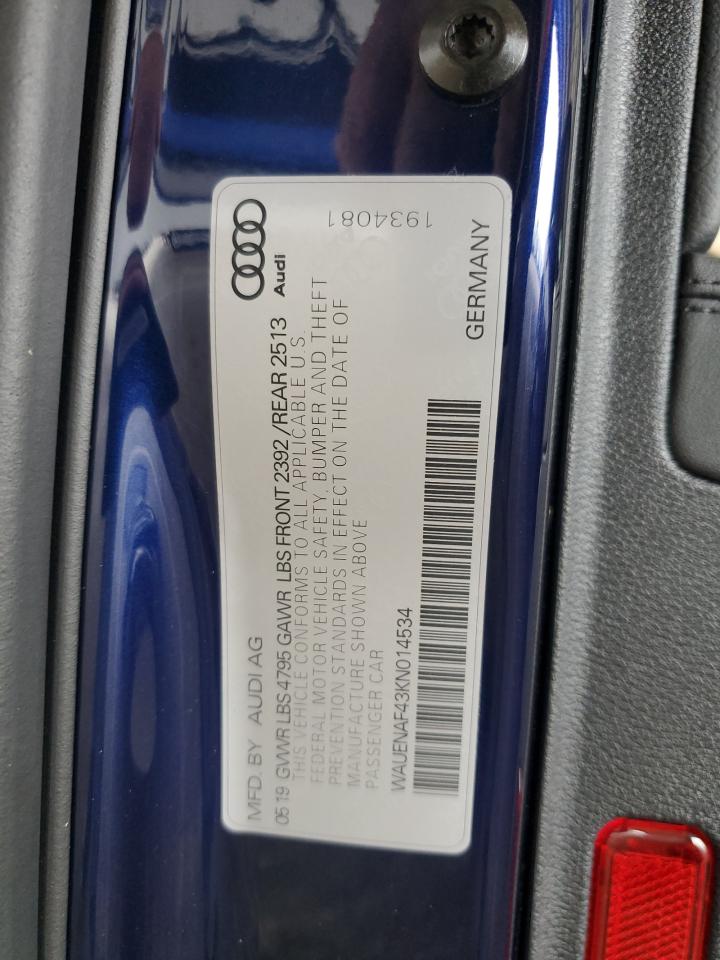 MFD. BY AUDI AG
0519 GVWR LBS 4795 GAWR LBS FRONT 2392 /REAR 2513
Audi
THIS VEHICLE CONFORMS TO ALL APPLICABLE U.S.
FEDERAL MOTOR VEHICLE SAFETY, BUMPER AND THEFT
PREVENTION STANDARDS IN EFFECT ON THE DATE OF
MANUFACTURE SHOWN ABOVE
PASSENGER CAR
WAUENAF43KN014534
GERMANY
1934081